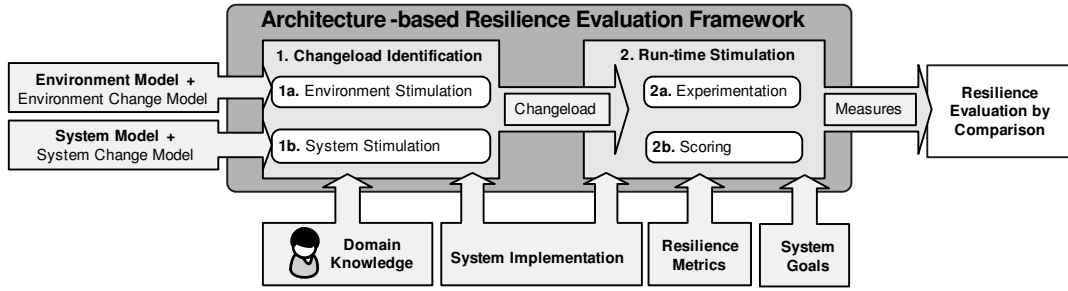 Architecture -based Resilience Evaluation Framework
1. Changeload Identification
2. Run-time Stimulation
Environment Model +
Environment Change Model
1a. Environment Stimulation
2a. Experimentation
Changeload
Measures
Resilience
Evaluation by
Comparison
System Model +
System Change Model
1b. System Stimulation
2b. Scoring
Domain
Knowledge
System Implementation
Resilience
Metrics
System
Goals